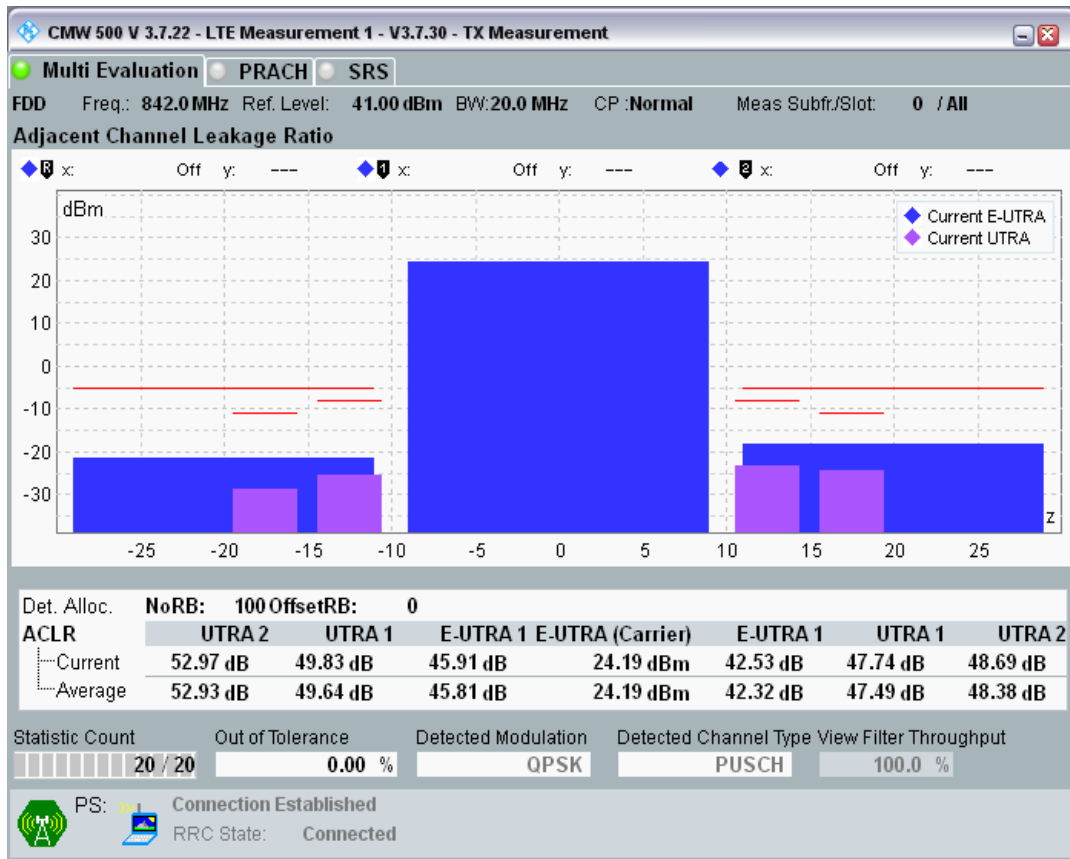 CMW 500 V 3.7.22 - LTE Measurement 1 - V3.7.30 - TX Measurement
Multi Evaluation PRACH SRS
FDD Freq.: 842.0 MHz Ref. Level: 41.00 dBm BW: 20.0 MHz CP :Normal Meas Subfr./Slot: 0 / All
Adjacent Channel Leakage Ratio
R x: Off y: --- 1 x: Off y: --- 2 x: Off y: ---
dBm
Current E-UTRA
Current UTRA
30
20
10
0
-10
-20
-30
z
-25 -20 -15 -10 -5 0 5 10 15 20 25
Det. Alloc. NoRB: 100 OffsetRB: 0
ACLR UTRA 2 UTRA 1 E-UTRA 1 E-UTRA (Carrier) E-UTRA 1 UTRA 1 UTRA 2
Current 52.97 dB 49.83 dB 45.91 dB 24.19 dBm 42.53 dB 47.74 dB 48.69 dB
Average 52.93 dB 49.64 dB 45.81 dB 24.19 dBm 42.32 dB 47.49 dB 48.38 dB
Statistic Count Out of Tolerance Detected Modulation Detected Channel Type View Filter Throughput
20 / 20 0.00 % QPSK PUSCH 100.0 %
PS: Connection Established
RRC State: Connected